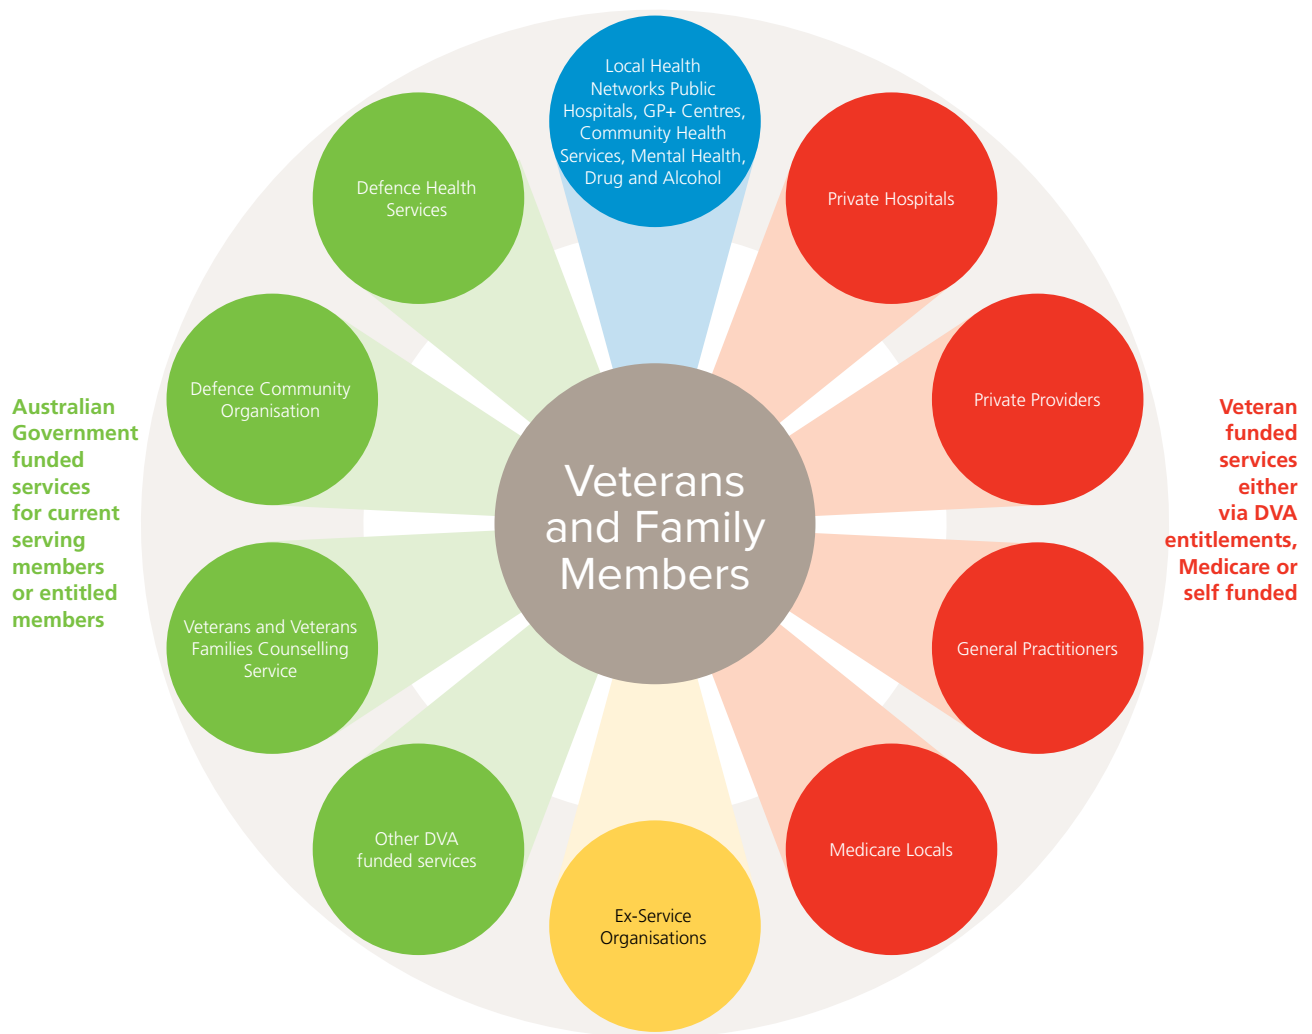 Local Health
Networks Public
Hospitals, GP+ Centres,
Community Health
Services, Mental Health,
Drug and Alcohol
Defence Health
Services
Private Hospitals
Defence Community
Organisation
Private Providers
Australian
Government
funded
services
for current
serving
members
or entitled
members
Veterans
and Family
Members
Veteran
funded
services
either
via DVA
entitlements,
Medicare or
self funded
Veterans and Veterans
Families Counselling
Service
General Practitioners
Other DVA
funded services
Medicare Locals
Ex-Service
Organisations